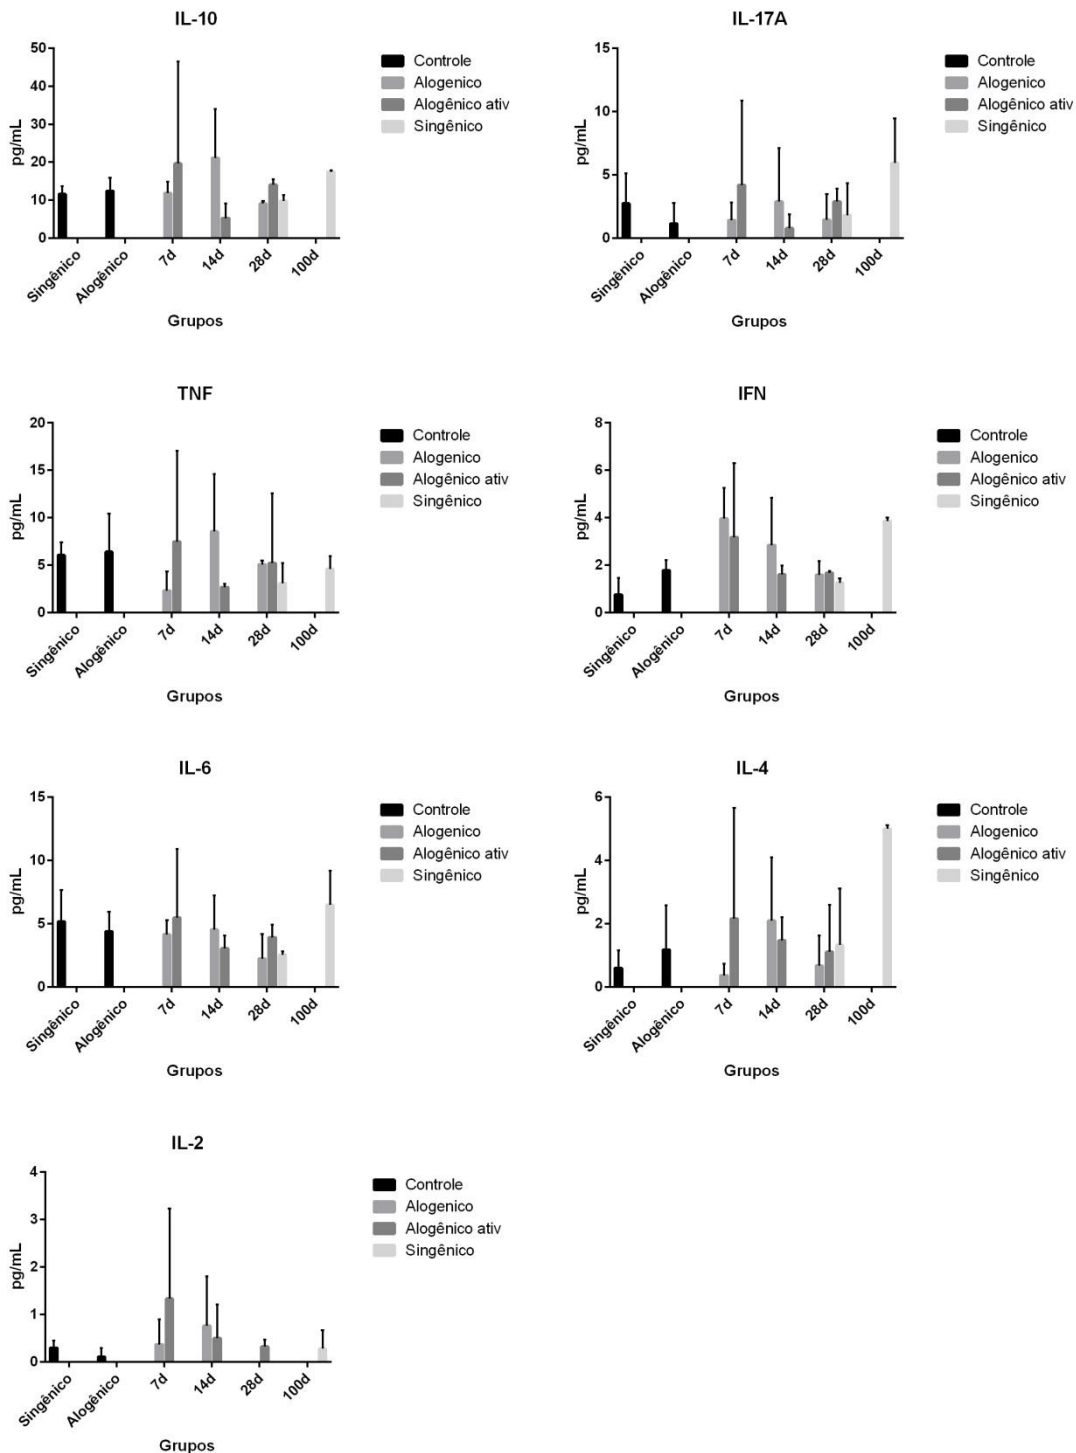 IL-10
50
40
30
20
10
0
pg/mL
Singênico
Alogênico
7d
14d
28d
100d
Grupos
Controle
Alogenico
Alogênico ativ
Singênico
IL-17A
15
10
5
0
pg/mL
Singênico
Alogênico
7d
14d
28d
100d
Grupos
Controle
Alogenico
Alogênico ativ
Singênico
TNF
20
15
10
5
0
pg/mL
Singênico
Alogênico
7d
14d
28d
100d
Grupos
Controle
Alogenico
Alogênico ativ
Singênico
IFN
8
6
4
2
0
pg/mL
Singênico
Alogênico
7d
14d
28d
100d
Grupos
Controle
Alogenico
Alogênico ativ
Singênico
IL-6
15
10
5
0
pg/mL
Singênico
Alogênico
7d
14d
28d
100d
Grupos
Controle
Alogenico
Alogênico ativ
Singênico
IL-4
6
4
2
0
pg/mL
Singênico
Alogênico
7d
14d
28d
100d
Grupos
Controle
Alogenico
Alogênico ativ
Singênico
IL-2
4
3
2
1
0
pg/mL
Singênico
Alogênico
7d
14d
28d
100d
Grupos
Controle
Alogenico
Alogênico ativ
Singênico